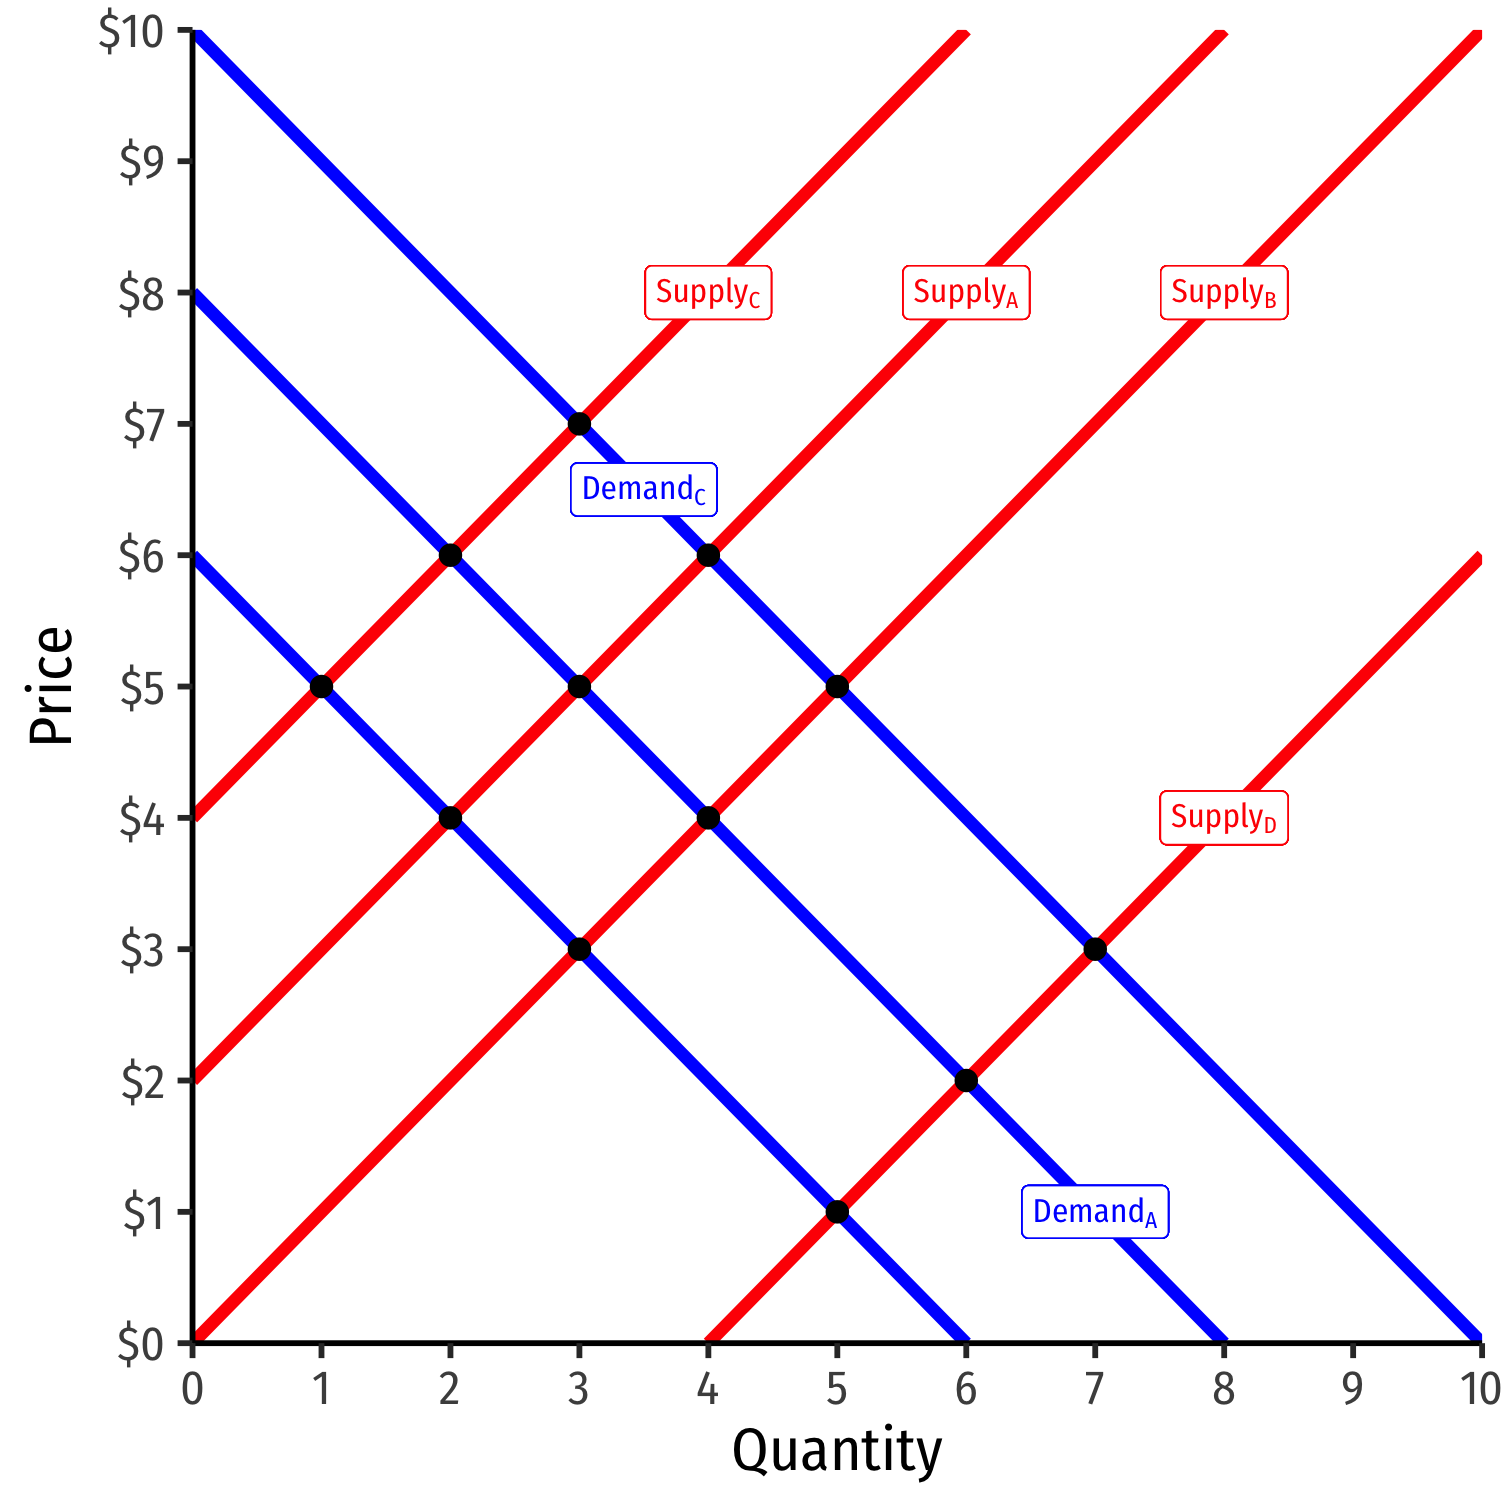 $10
$9
$8
$7
$6
$5
$4
$3
$2
$1
$0
Price
Supply_C
Supply_A
Supply_B
Demand_C
Supply_D
Demand_A
0 1 2 3 4 5 6 7 8 9 10
Quantity